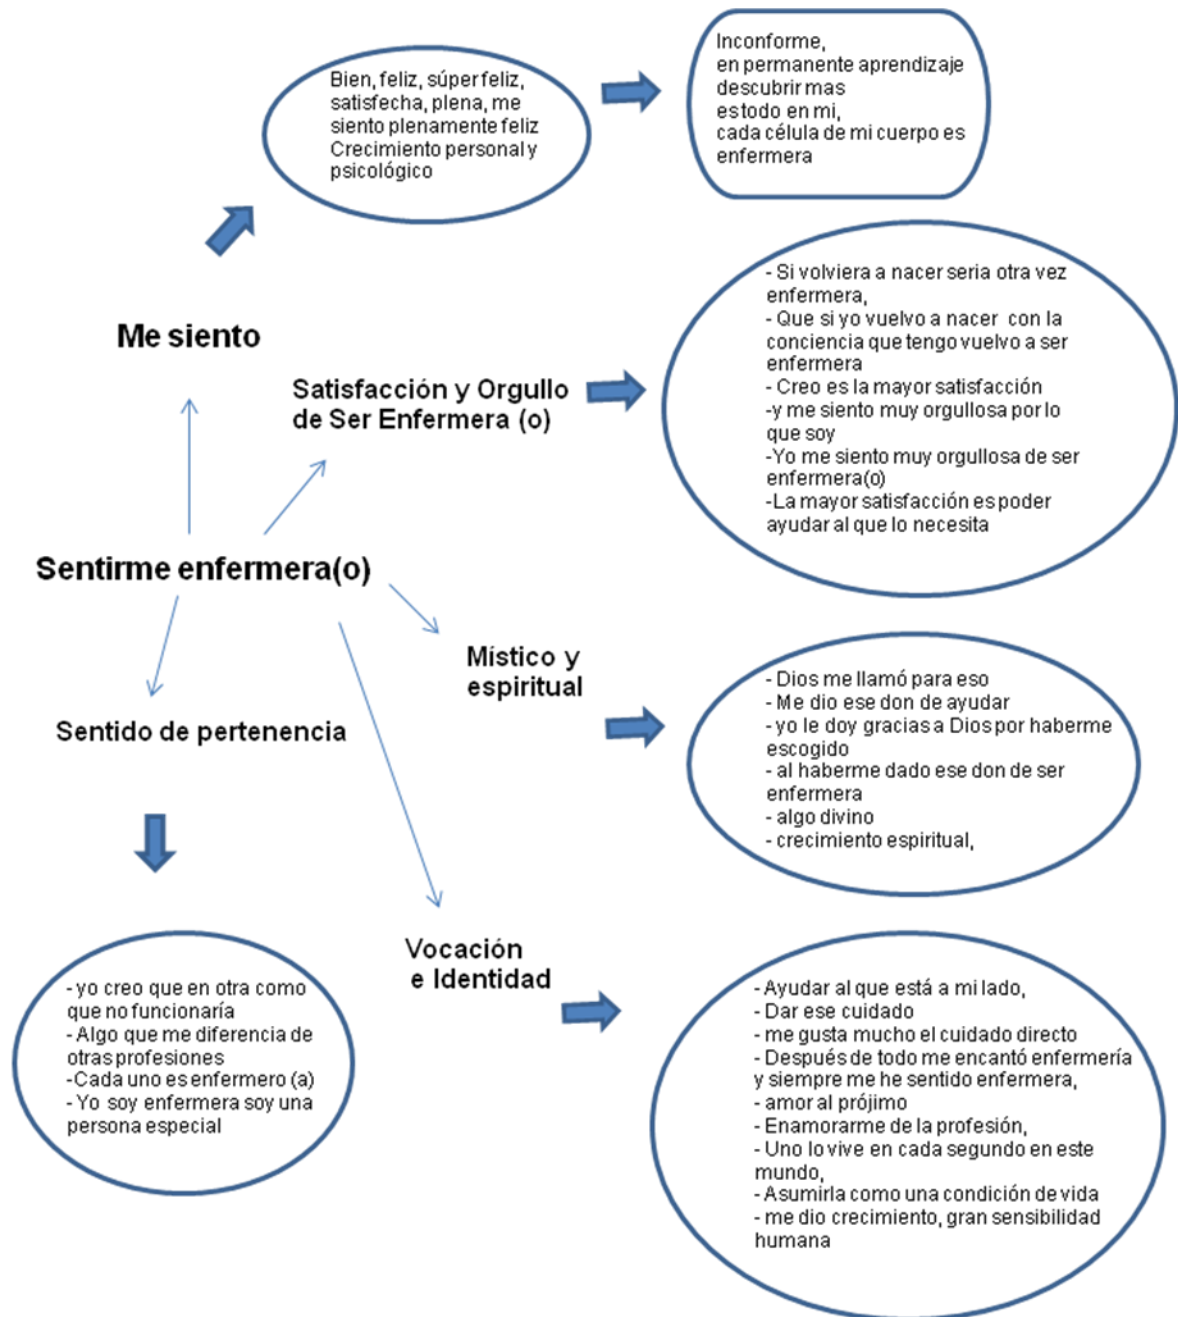 Bien, feliz, súper feliz,
satisfecha, plena, me
siento plenamente feliz
Crecimiento personal y
psicológico
Inconforme,
en permanente aprendizaje
descubrir mas
es todo en mi,
cada célula de mi cuerpo es
enfermera
Me siento
Satisfacción y Orgullo
de Ser Enfermera (o)
- Si volviera a nacer seria otra vez
enfermera,
- Que si yo vuelvo a nacer con la
conciencia que tengo vuelvo a ser
enfermera
- Creo es la mayor satisfacción
-y me siento muy orgullosa por lo
que soy
-Yo me siento muy orgullosa de ser
enfermera(o)
-La mayor satisfacción es poder
ayudar al que lo necesita
Sentirme enfermera(o)
Místico y
espiritual
- Dios me llamó para eso
- Me dio ese don de ayudar
- yo le doy gracias a Dios por haberme
escogido
- al haberme dado ese don de ser
enfermera
- algo divino
- crecimiento espiritual,
Sentido de pertenencia
- yo creo que en otra como
que no funcionaría
- Algo que me diferencia de
otras profesiones
-Cada uno es enfermero (a)
- Yo soy enfermera soy una
persona especial
Vocación
e Identidad
- Ayudar al que está a mi lado,
- Dar ese cuidado
- me gusta mucho el cuidado directo
- Después de todo me encantó enfermería
y siempre me he sentido enfermera,
- amor al prójimo
- Enamorarme de la profesión,
- Uno lo vive en cada segundo en este
mundo,
- Asumirla como una condición de vida
- me dio crecimiento, gran sensibilidad
humana